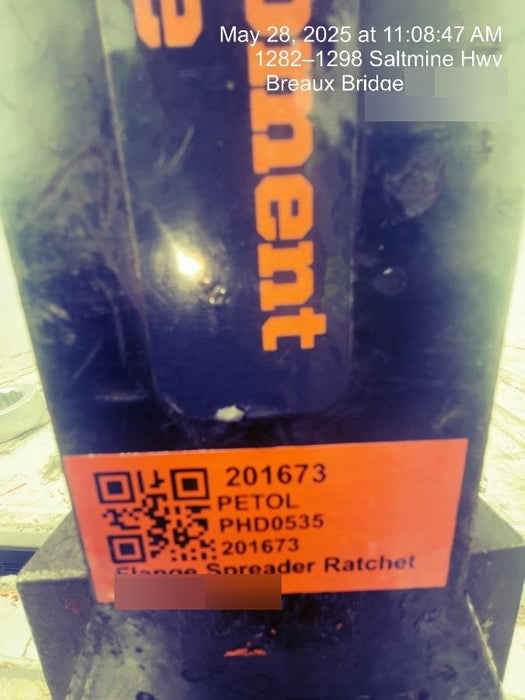 May 28, 2025 at 11:08:47 AM
1282–1298 Saltmine Hwy
Breaux Bridge
pment
e
201673
PETOL
PHD0535
201673
Flange Spreader Ratchet